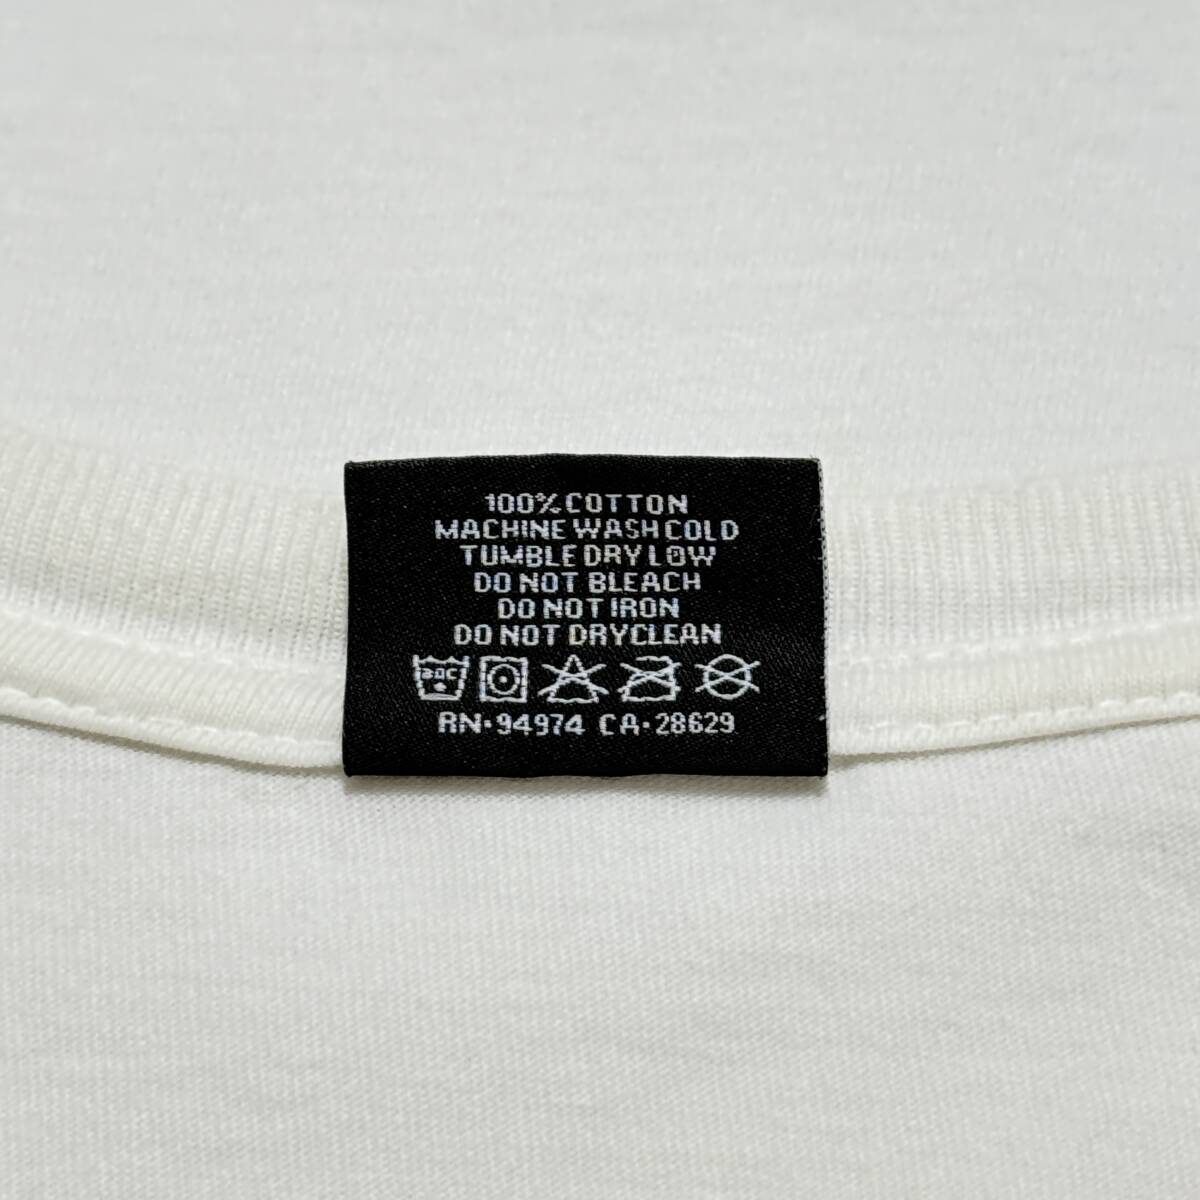 100% COTTON
MACHINE WASH COLD
TUMBLE DRY LOW
DO NOT BLEACH
DO NOT IRON
DO NOT DRYCLEAN
RN·94974 CA·28629